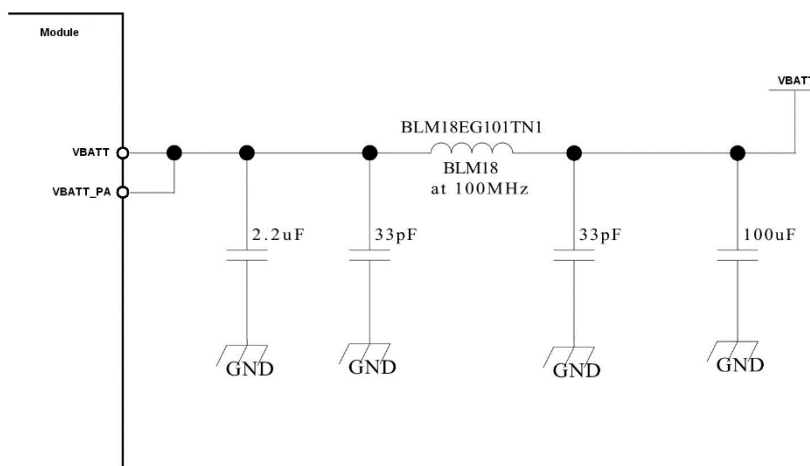 Module
VBATT
BLM18EG101TN1
VBATT
BLM18
at 100MHz
VBATT_PA
2.2uF
33pF
33pF
100uF
GND
GND
GND
GND